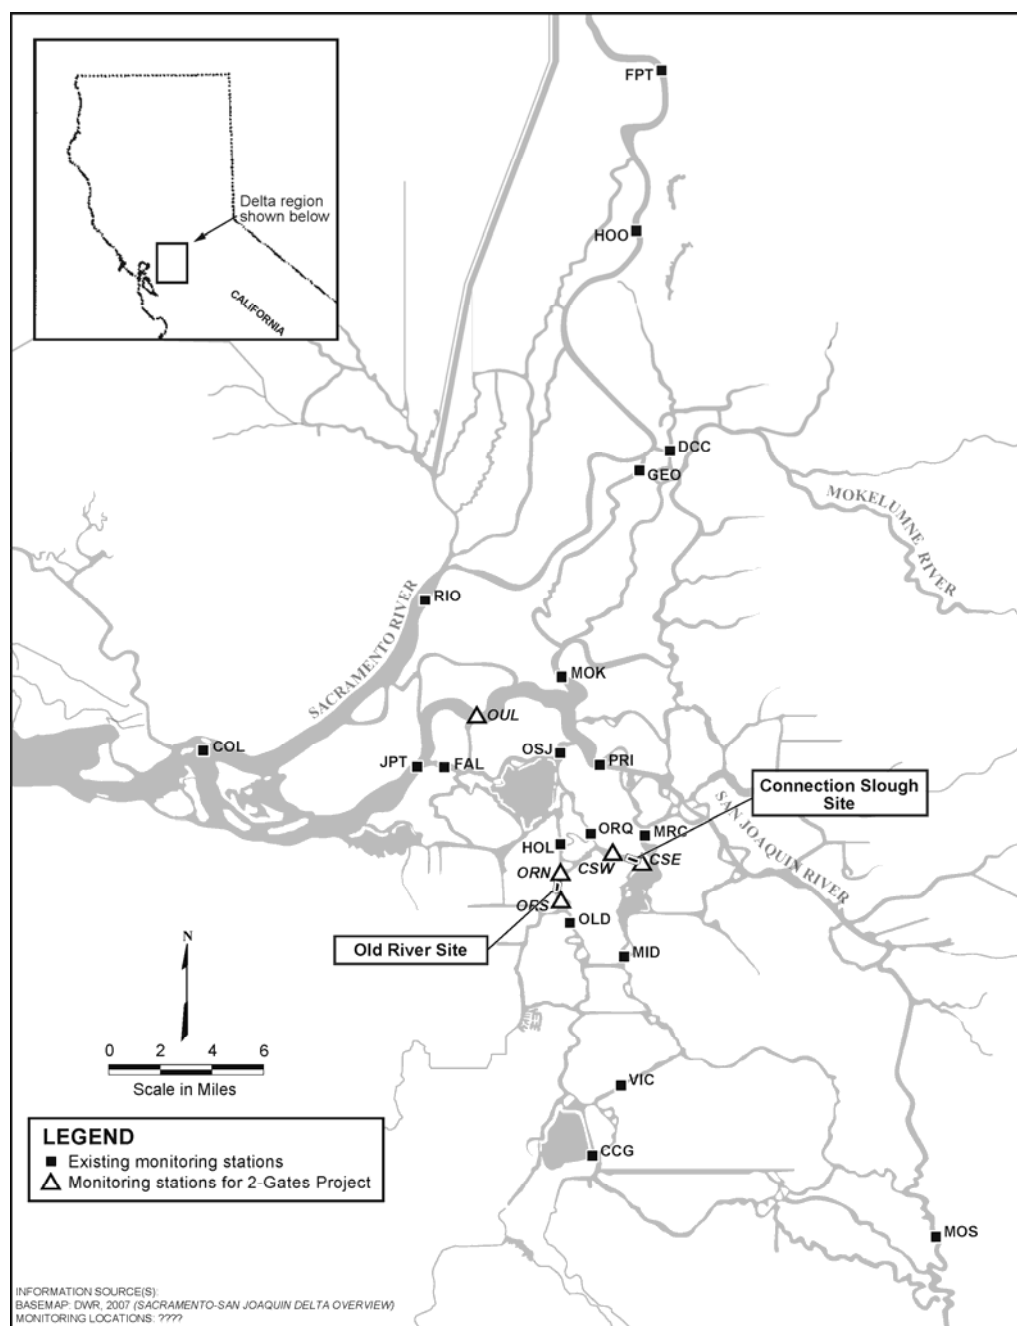 FPT
Delta region
shown below
HOO
CALIFORNIA
DCC
GEO
MOKELUMNE RIVER
RIO
SACRAMENTO RIVER
MOK
OUL
COL
OSJ
JPT
FAL
PRI
Connection Slough
Site
SAN JOAQUIN RIVER
ORQ
MRC
HOL
CSW
CSE
ORN
ORS
OLD
Old River Site
MID
N
0 2 4 6
Scale in Miles
VIC
LEGEND
Existing monitoring stations
Monitoring stations for 2-Gates Project
CCG
MOS
INFORMATION SOURCE(S):
BASEMAP: DWR, 2007 (SACRAMENTO-SAN JOAQUIN DELTA OVERVIEW)
MONITORING LOCATIONS: ????